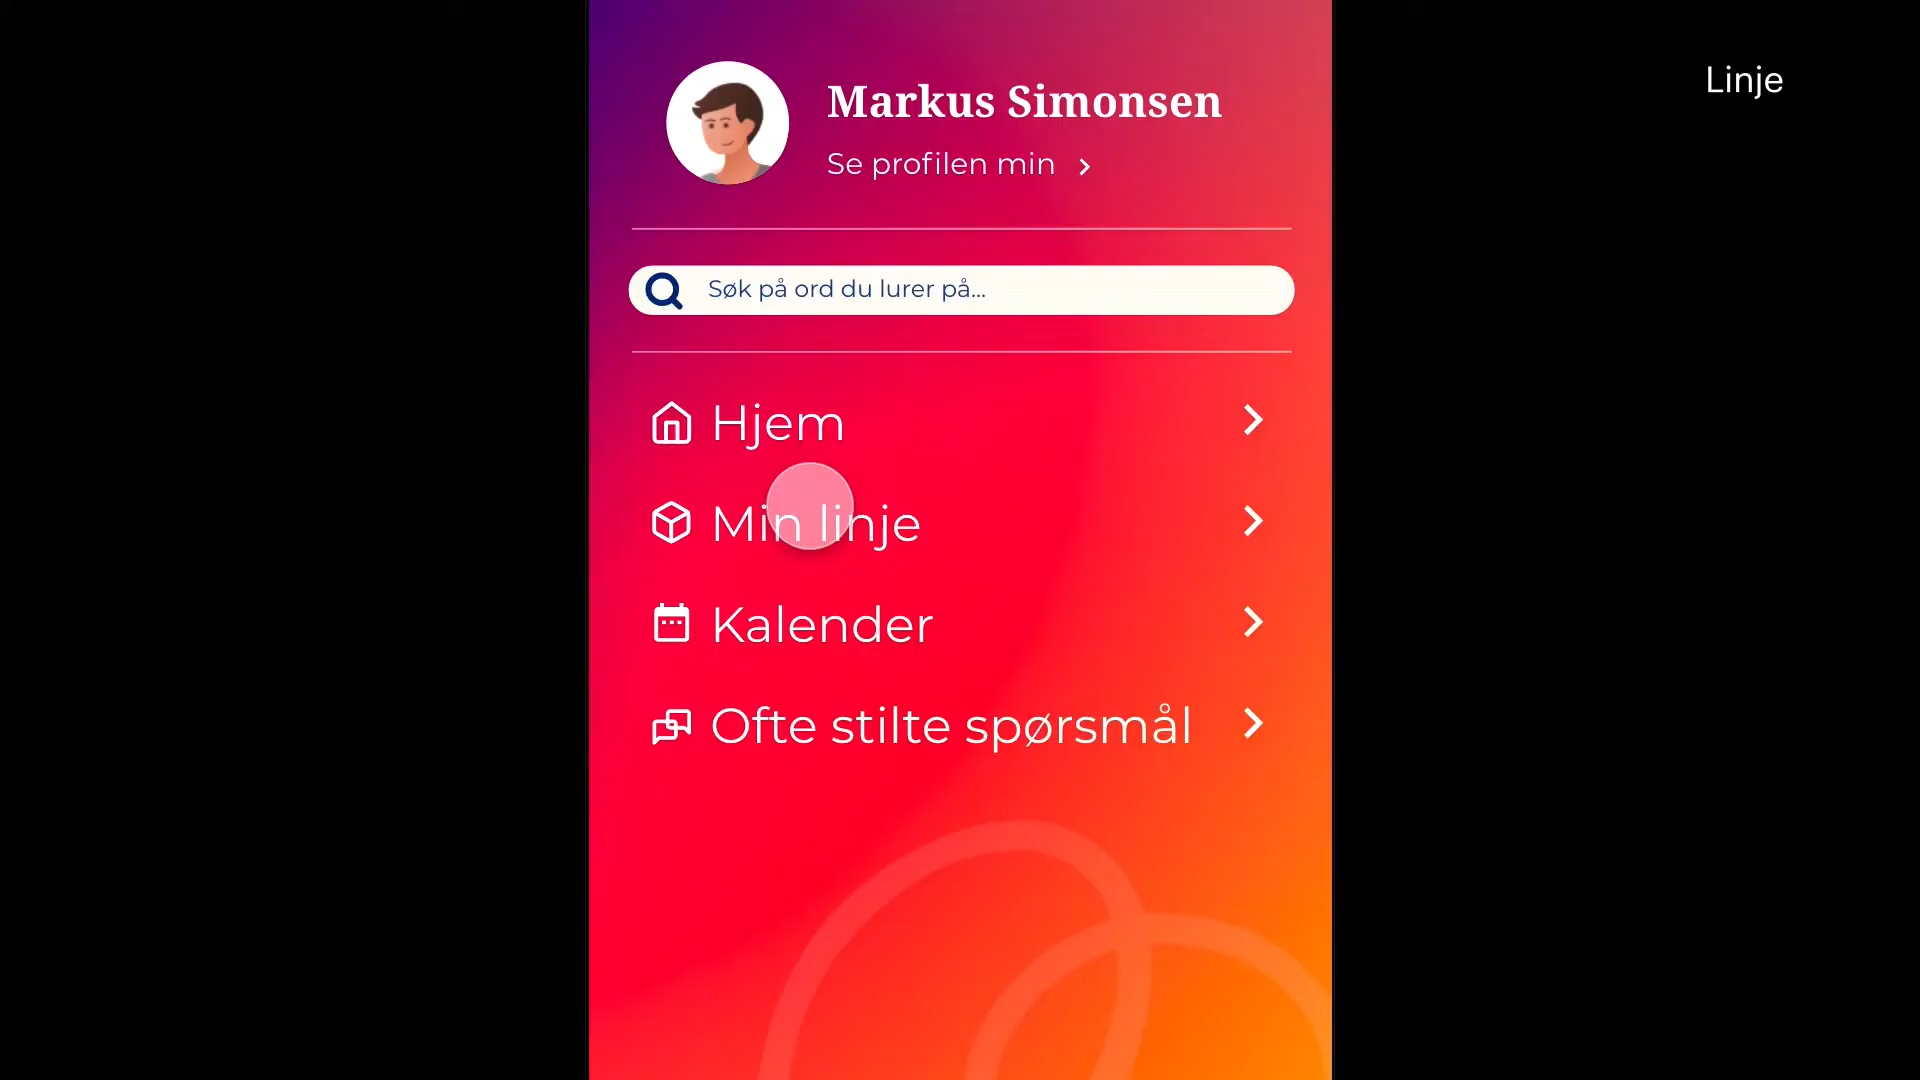 Linje
Markus Simonsen
Se profilen min
Søk på ord du lurer på...
Hjem
Min linje
Kalender
Ofte stilte spørsmål